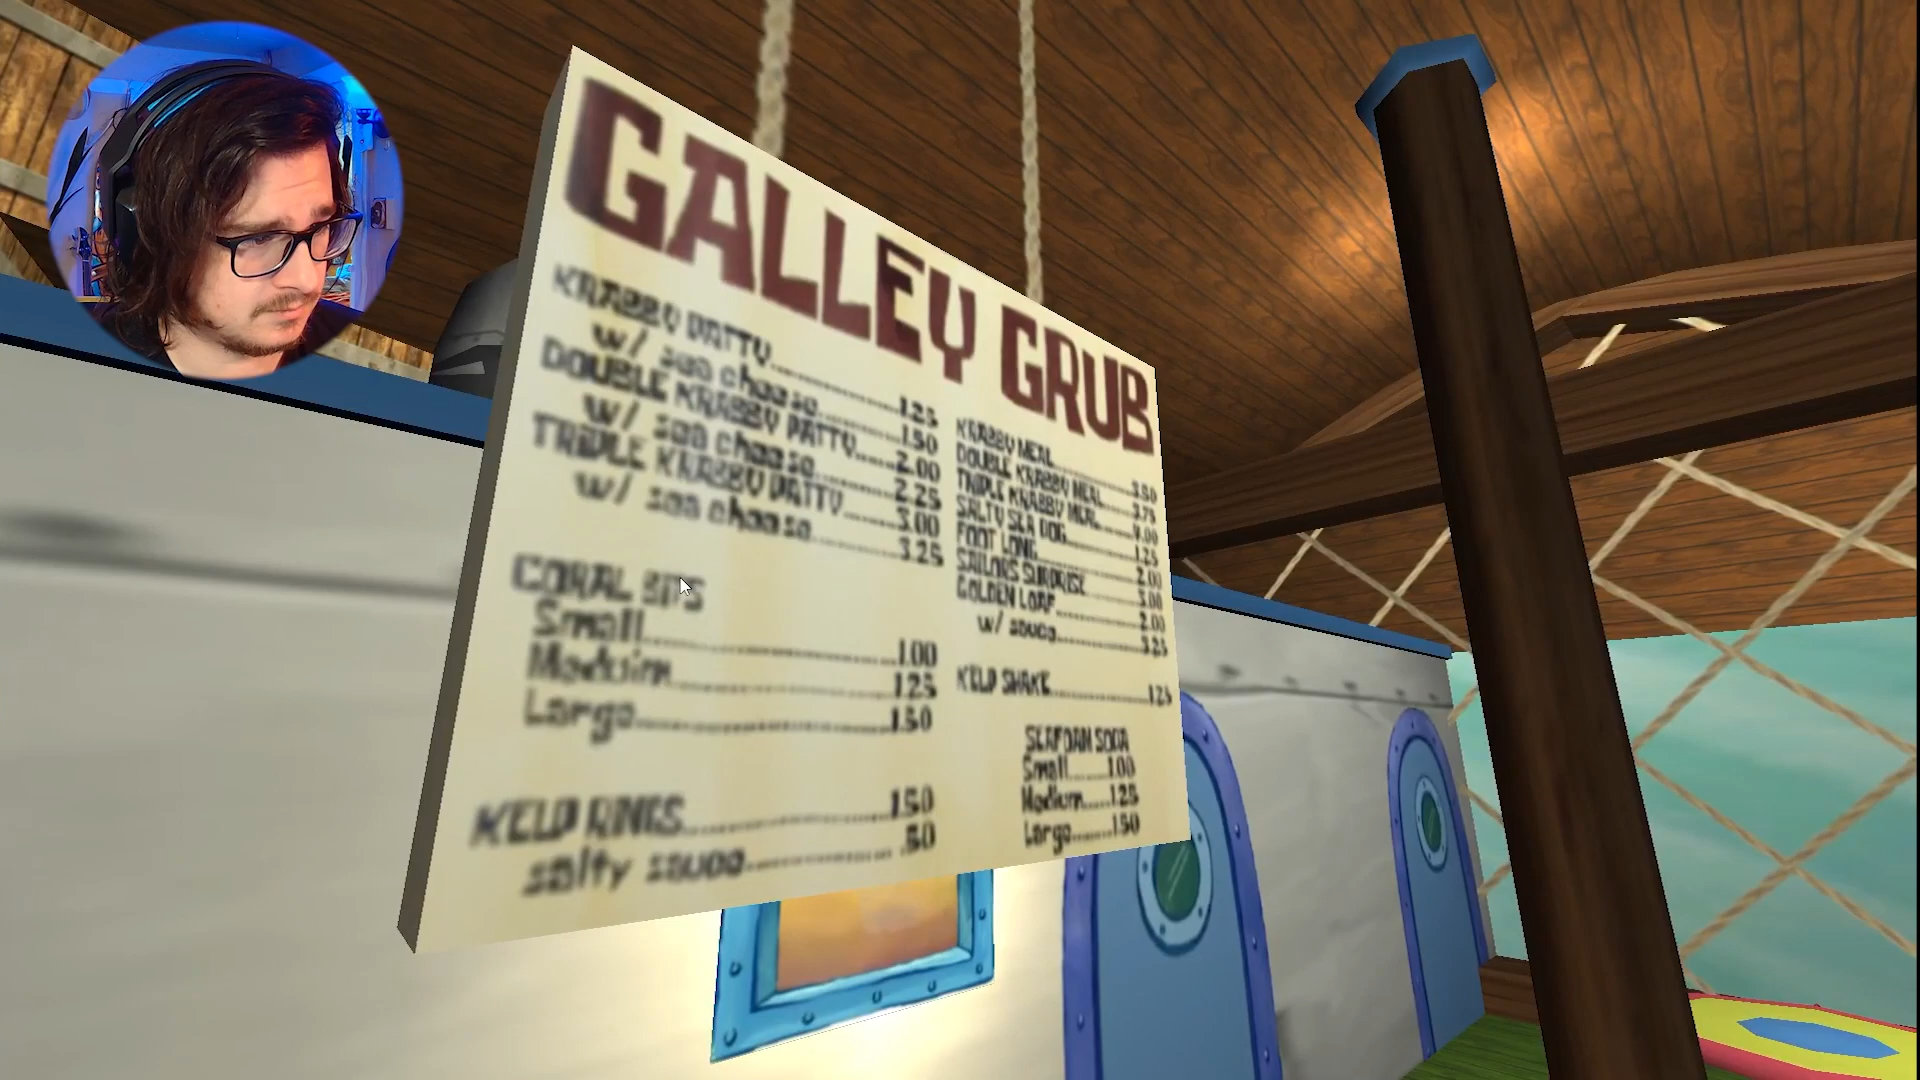 GALLEY GRUB
KRABBY PATTY..........1.25
w/ sea cheese..........1.50
DOUBLE KRABBY PATTY......2.00
w/ sea cheese..........2.25
TRIPLE KRABBY PATTY......3.00
w/ sea cheese..........3.25
CORAL BITS
Small..........1.00
Meduim..........1.25
Large..........1.50
KELP RINGS..........1.50
salty sauce.......... .50
KRABBY MEAL..........3.50
DOUBLE KRABBY MEAL......3.75
TRIPLE KRABBY MEAL......4.00
SALTY SEA DOG..........1.25
FOOT LONG..........2.00
SAILORS SURPRISE......3.00
GOLDEN LOAF..........2.00
w/ sauce..........3.25
KELP SHAKE..........1.25
SEAFOAM SODA
Small......1.00
Medium.....1.25
Large......1.50